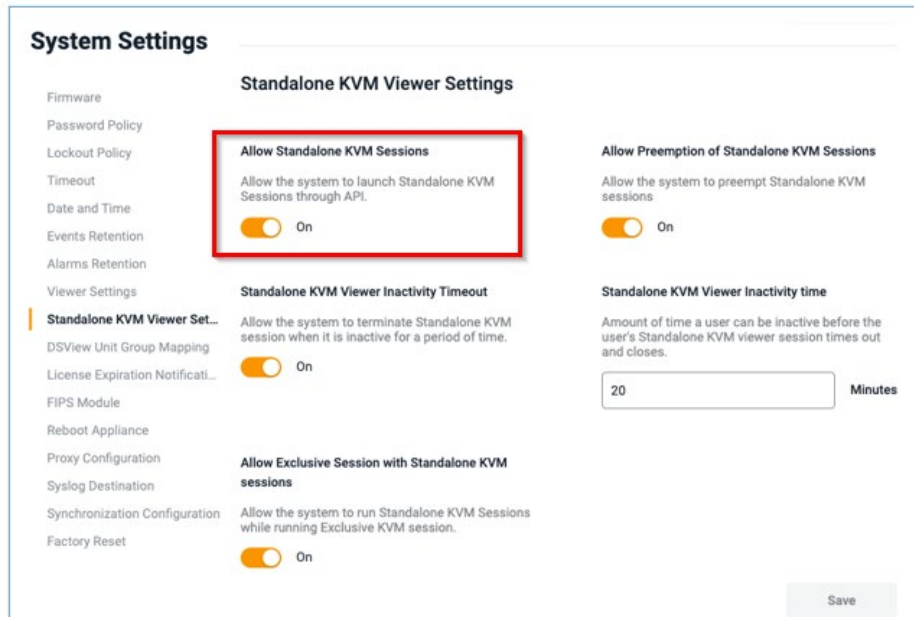 System Settings
Firmware
Password Policy
Lockout Policy
Timeout
Date and Time
Events Retention
Alarms Retention
Viewer Settings
Standalone KVM Viewer Set...
DSView Unit Group Mapping
License Expiration Notificati...
FIPS Module
Reboot Appliance
Proxy Configuration
Syslog Destination
Synchronization Configuration
Factory Reset
Standalone KVM Viewer Settings
Allow Standalone KVM Sessions
Allow the system to launch Standalone KVM
Sessions through API.
On
Allow Preemption of Standalone KVM Sessions
Allow the system to preempt Standalone KVM
sessions
On
Standalone KVM Viewer Inactivity Timeout
Allow the system to terminate Standalone KVM
session when it is inactive for a period of time.
On
Standalone KVM Viewer Inactivity time
Amount of time a user can be inactive before the
user's Standalone KVM viewer session times out
and closes.
20 Minutes
Allow Exclusive Session with Standalone KVM
sessions
Allow the system to run Standalone KVM Sessions
while running Exclusive KVM session.
On
Save